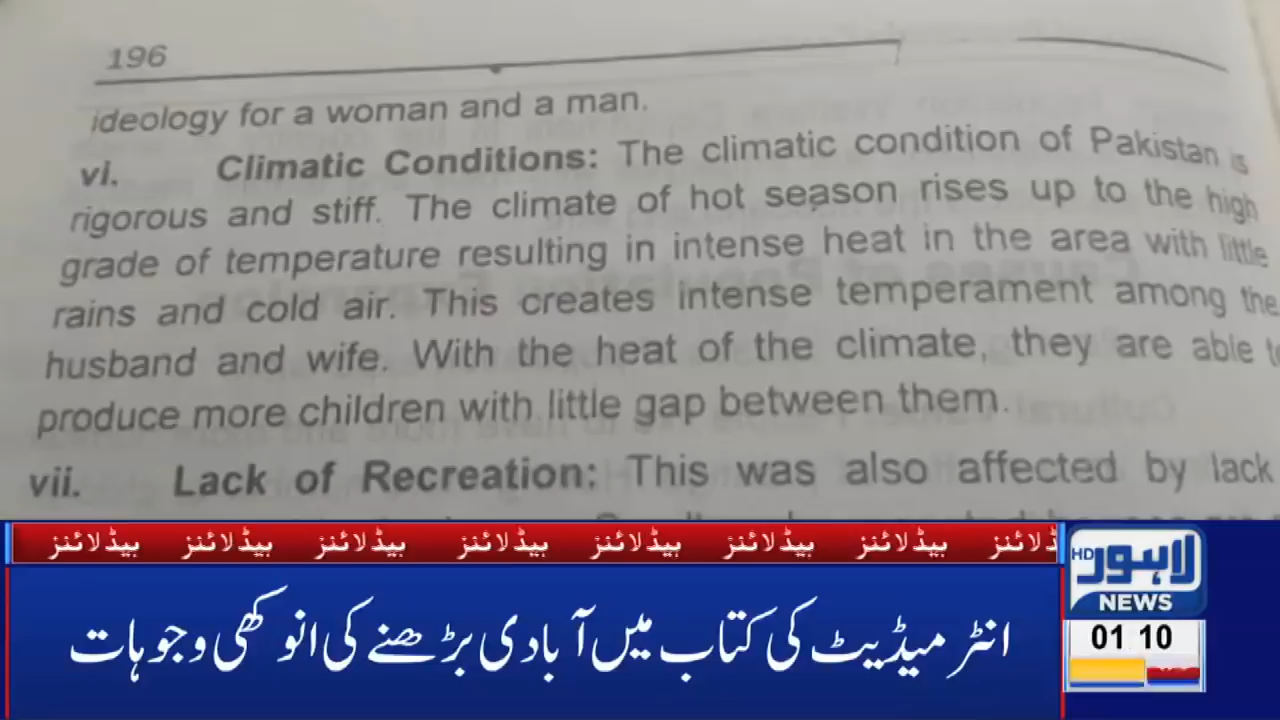 196
ideology for a woman and a man.
vi. Climatic Conditions: The climatic condition of Pakistan is
rigorous and stiff. The climate of hot season rises up to the high
grade of temperature resulting in intense heat in the area with little
rains and cold air. This creates intense temperament among the
husband and wife. With the heat of the climate, they are able to
produce more children with little gap between them.
vii. Lack of Recreation: This was also affected by lack
ہیڈلائنز ہیڈلائنز ہیڈلائنز ہیڈلائنز ہیڈلائنز ہیڈلائنز ہیڈلائنز
انٹرمیڈیٹ کی کتاب میں آبادی بڑھنے کی انوکھی وجوہات
HD لاہور
NEWS
01 10